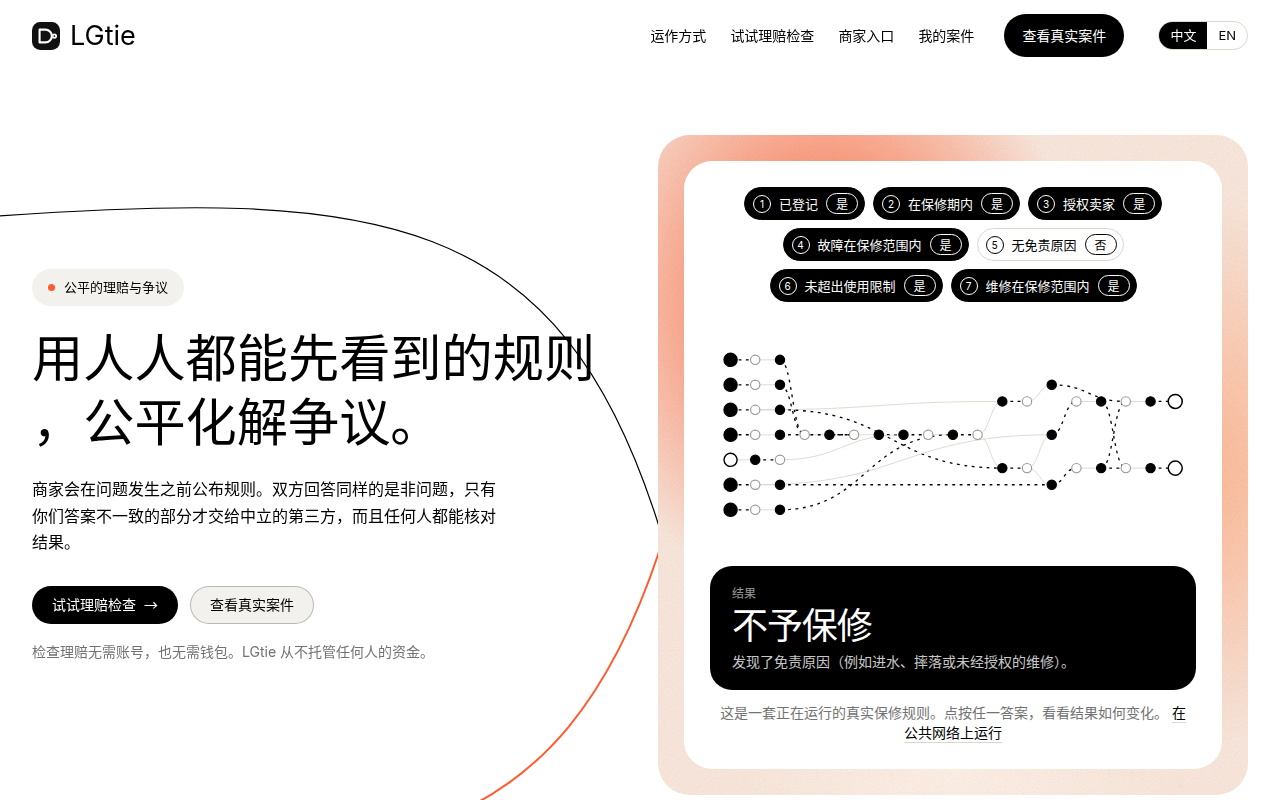 LGtie
运作方式 试试理赔检查 商家入口 我的案件 查看真实案件 中文 EN
公平的理赔与争议
用人人都能先看到的规则
，公平化解争议。
商家会在问题发生之前公布规则。双方回答同样的是非问题，只有
你们答案不一致的部分才交给中立的第三方，而且任何人都能核对
结果。
试试理赔检查 → 查看真实案件
检查理赔无需账号，也无需钱包。LGtie 从不托管任何人的资金。
1 已登记 是 2 在保修期内 是 3 授权卖家 是
4 故障在保修范围内 是 5 无免责原因 否
6 未超出使用限制 是 7 维修在保修范围内 是
结果
不予保修
发现了免责原因（例如进水、摔落或未经授权的维修）。
这是一套正在运行的真实保修规则。点按任一答案，看看结果如何变化。 在
公共网络上运行